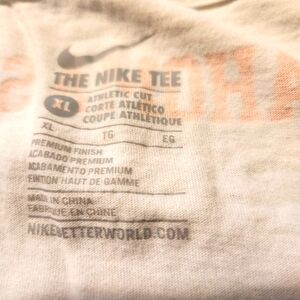 THE NIKE TEE
XL
ATHLETIC CUT
CORTE ATLÉTICO
COUPE ATHLÉTIQUE
XL TG EG
PREMIUM FINISH
ACABADO PREMIUM
ACABAMENTO PREMIUM
FINITION HAUT DE GAMME
MADE IN CHINA
FABRIQUÉ EN CHINE
NIKEBETTERWORLD.COM